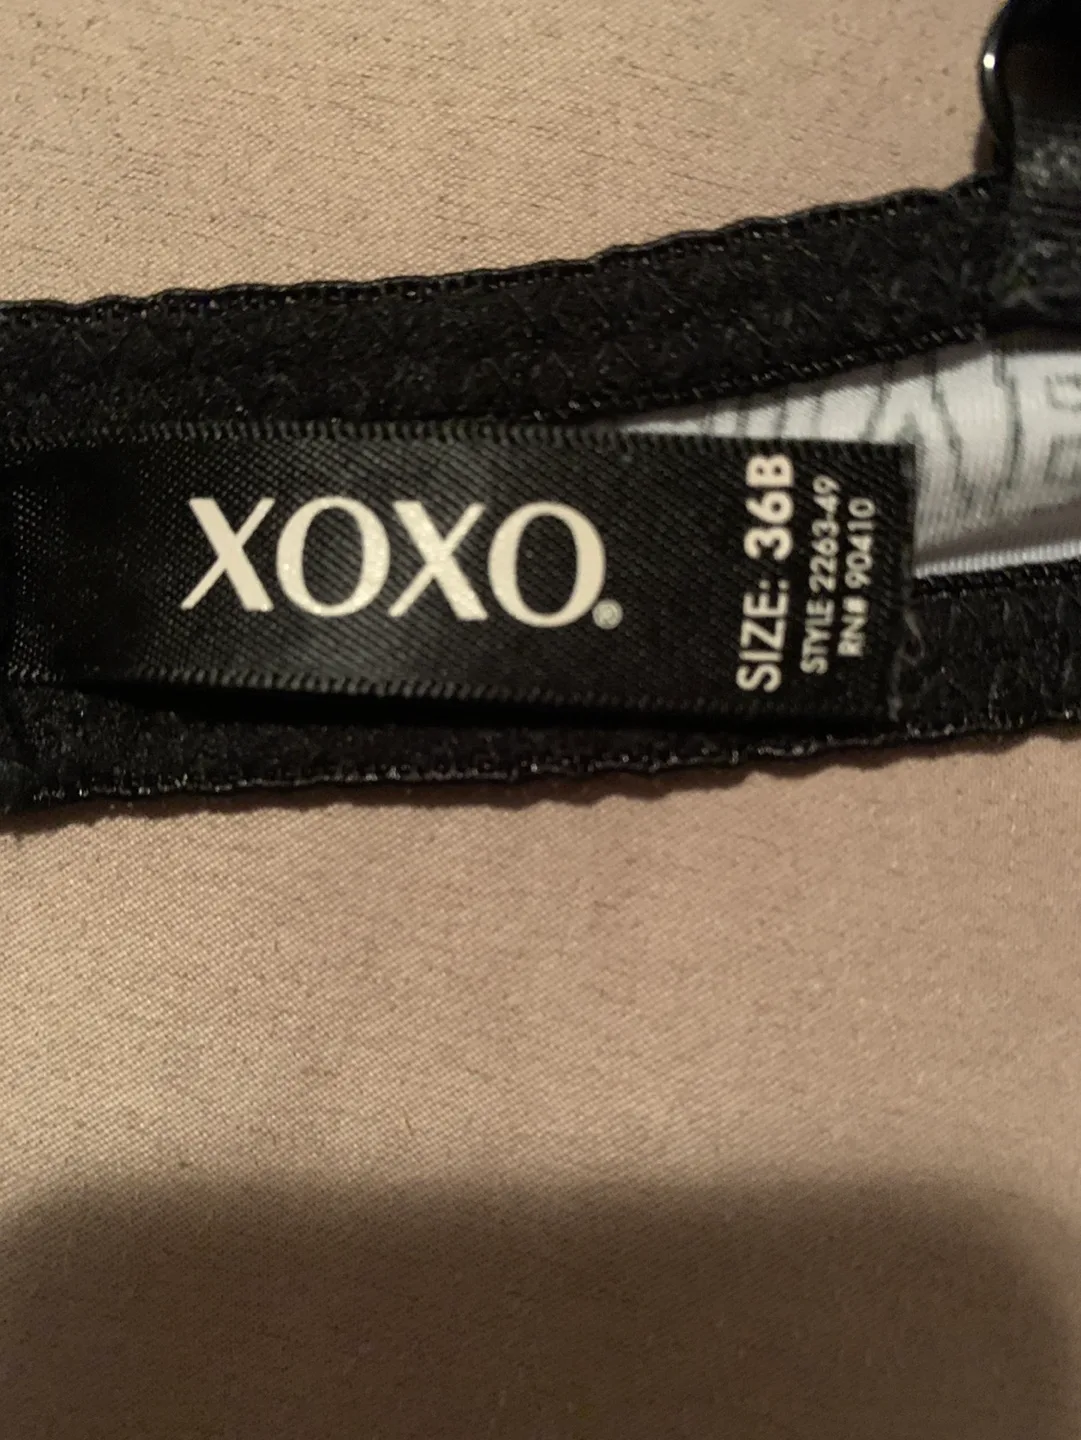 XOXO®
SIZE: 36B
STYLE 2263-49
RN# 90410